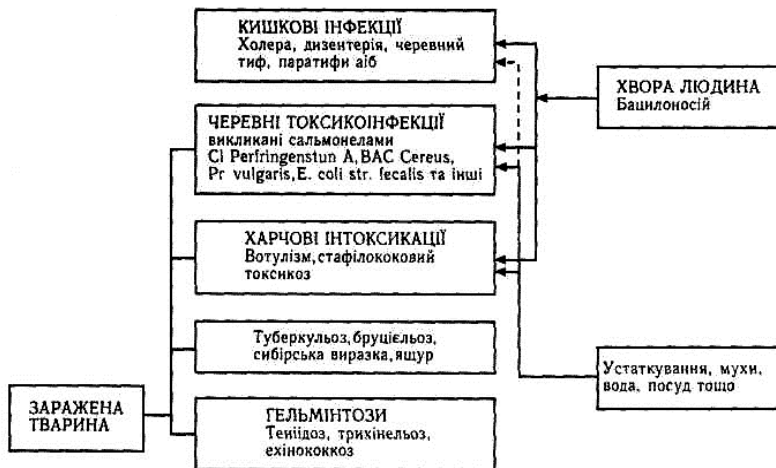 КИШКОВІ ІНФЕКЦІЇ
Холера, дизентерія, черевний
тиф, паратифи аіб
ХВОРА ЛЮДИНА
Бацилоносій
ЧЕРЕВНІ ТОКСИКОІНФЕКЦІЇ
викликані сальмонелами
Cl Perfringenstun A, BAC Cereus,
Pr vulgaris, E. coli str. fecalis та інші
ХАРЧОВІ ІНТОКСИКАЦІЇ
Вотулізм, стафілококовий
токсикоз
Туберкульоз, бруцієльоз,
сибірська виразка, ящур
Устаткування, мухи,
вода, посуд тощо
ЗАРАЖЕНА
ТВАРИНА
ГЕЛЬМІНТОЗИ
Теніїдоз, трихінельоз,
ехінококкоз